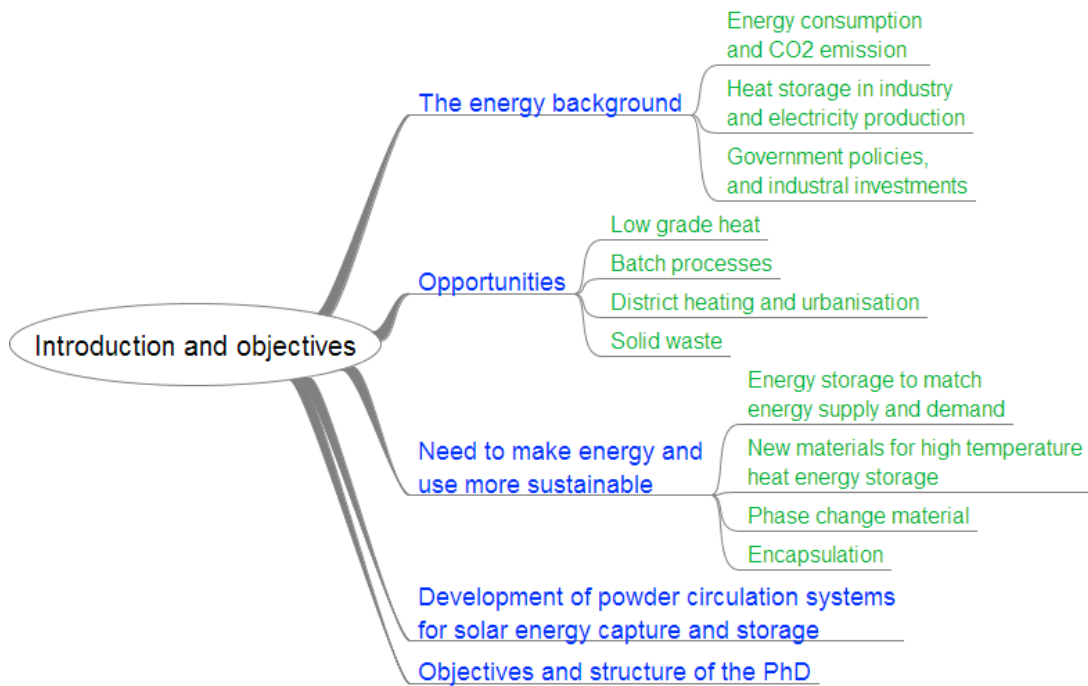 Introduction and objectives
The energy background
Energy consumption
and CO2 emission
Heat storage in industry
and electricity production
Government policies,
and industral investments
Opportunities
Low grade heat
Batch processes
District heating and urbanisation
Solid waste
Need to make energy and
use more sustainable
Energy storage to match
energy supply and demand
New materials for high temperature
heat energy storage
Phase change material
Encapsulation
Development of powder circulation systems
for solar energy capture and storage
Objectives and structure of the PhD